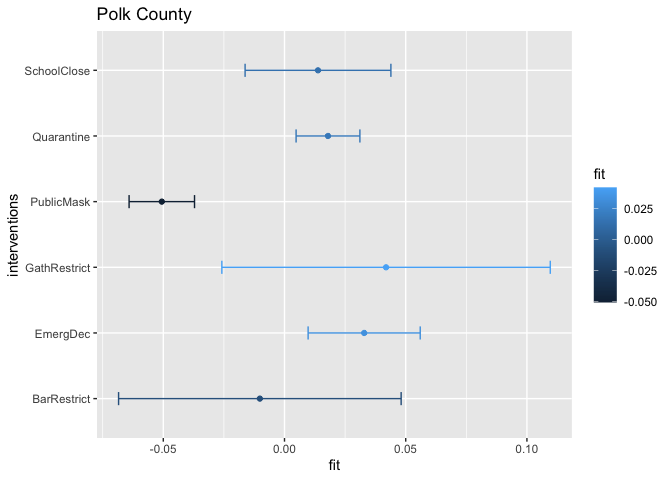 Polk County
interventions
SchoolClose
Quarantine
PublicMask
GathRestrict
EmergDec
BarRestrict
-0.05
0.00
0.05
0.10
fit
fit
0.025
0.000
-0.025
-0.050